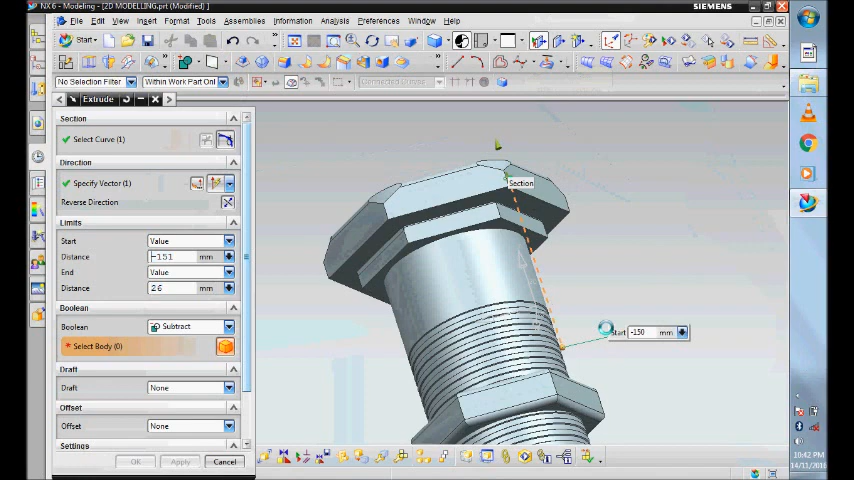 NX 6 - Modeling - [2D MODELLING.prt (Modified) ]
SIEMENS
File Edit View Insert Format Tools Assemblies Information Analysis Preferences Window Help
Start
No Selection Filter
Within Work Part Onl
Connected Curves
Extrude
Section
Select Curve (1)
Direction
Specify Vector (1)
Reverse Direction
Limits
Start
Value
Distance
-151
mm
End
Value
Distance
26
mm
Boolean
Boolean
Subtract
* Select Body (0)
Draft
Draft
None
Offset
Offset
None
Settings
OK
Apply
Cancel
Section
Start -150 mm
10:42 PM
14/11/2016